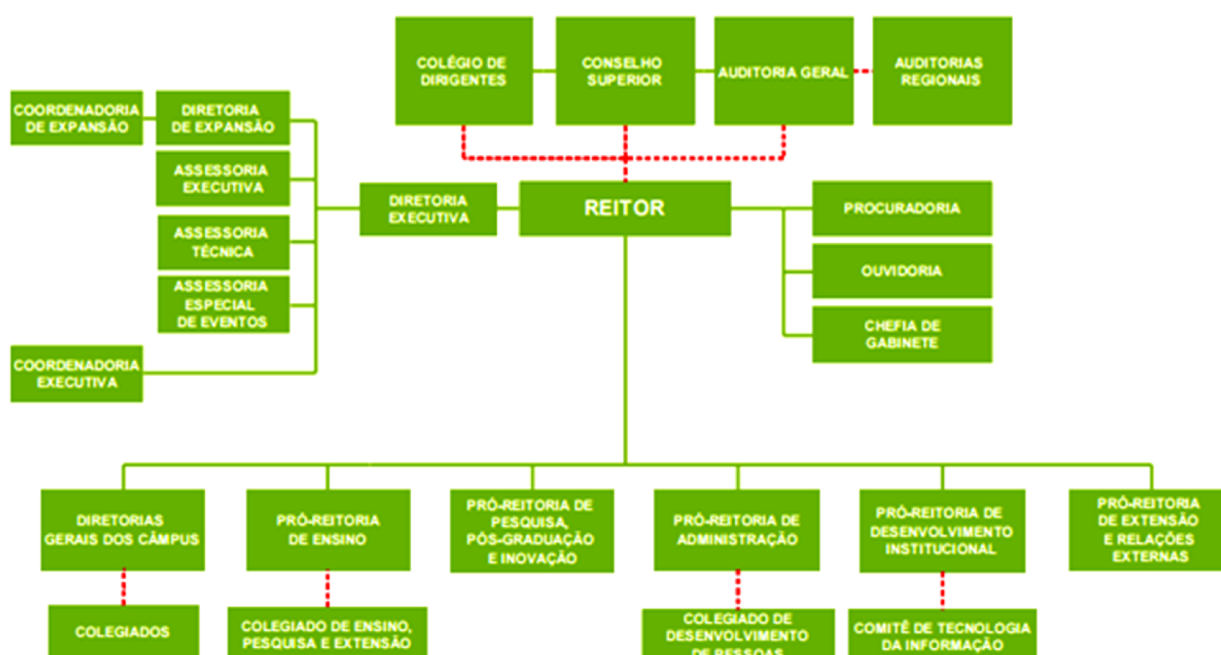 COLÉGIO DE
DIRIGENTES
CONSELHO
SUPERIOR
AUDITORIA GERAL
AUDITORIAS
REGIONAIS
COORDENADORIA
DE EXPANSÃO
DIRETORIA
DE EXPANSÃO
ASSESSORIA
EXECUTIVA
ASSESSORIA
TÉCNICA
ASSESSORIA
ESPECIAL
DE EVENTOS
COORDENADORIA
EXECUTIVA
DIRETORIA
EXECUTIVA
REITOR
PROCURADORIA
OUVIDORIA
CHEFIA DE
GABINETE
DIRETORIAS
GERAIS DOS CÂMPUS
PRÓ-REITORIA
DE ENSINO
PRÓ-REITORIA DE
PESQUISA,
PÓS-GRADUAÇÃO
E INOVAÇÃO
PRÓ-REITORIA DE
ADMINISTRAÇÃO
PRÓ-REITORIA DE
DESENVOLVIMENTO
INSTITUCIONAL
PRÓ-REITORIA
DE EXTENSÃO
E RELAÇÕES
EXTERNAS
COLEGIADOS
COLEGIADO DE ENSINO,
PESQUISA E EXTENSÃO
COLEGIADO DE
DESENVOLVIMENTO
DE PESSOAS
COMITÊ DE TECNOLOGIA
DA INFORMAÇÃO